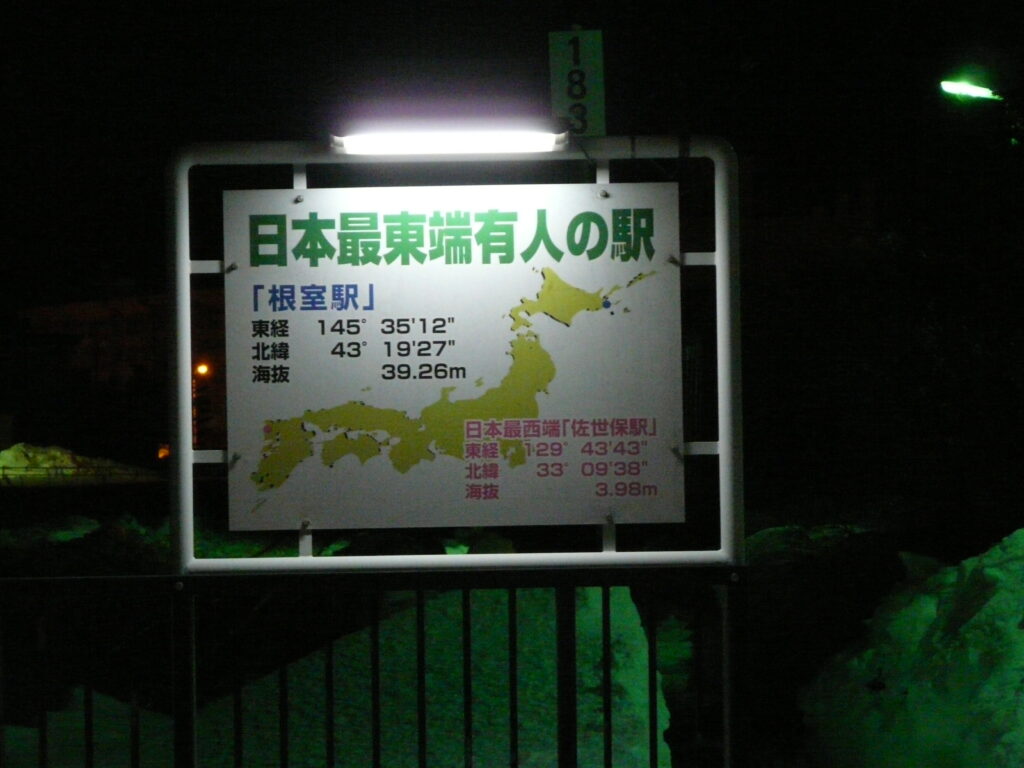 183
日本最東端有人の駅
「根室駅」
東経 145° 35'12"
北緯 43° 19'27"
海抜 39.26m
日本最西端「佐世保駅」
東経 129° 43'43"
北緯 33° 09'38"
海抜 3.98m